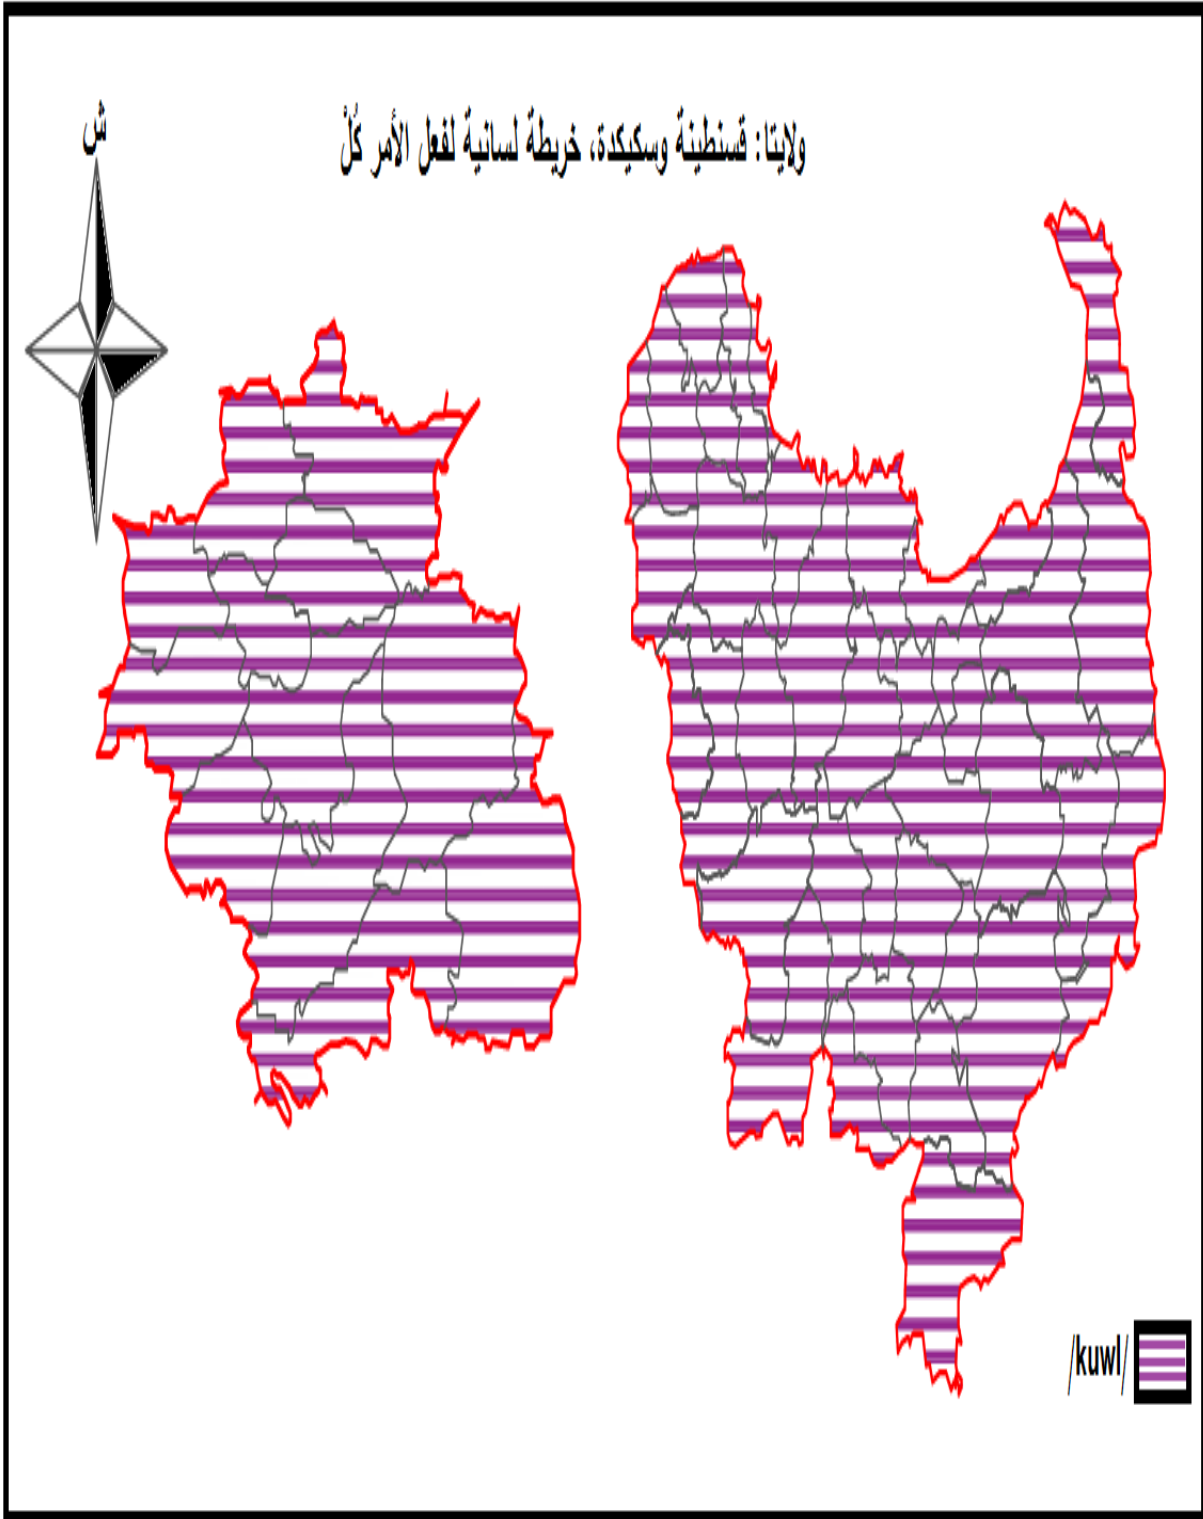 ولايتا: قسنطينة وسكيكدة، خريطة لسانية لفعل الأمر كُلْ
ش
/kuwl/